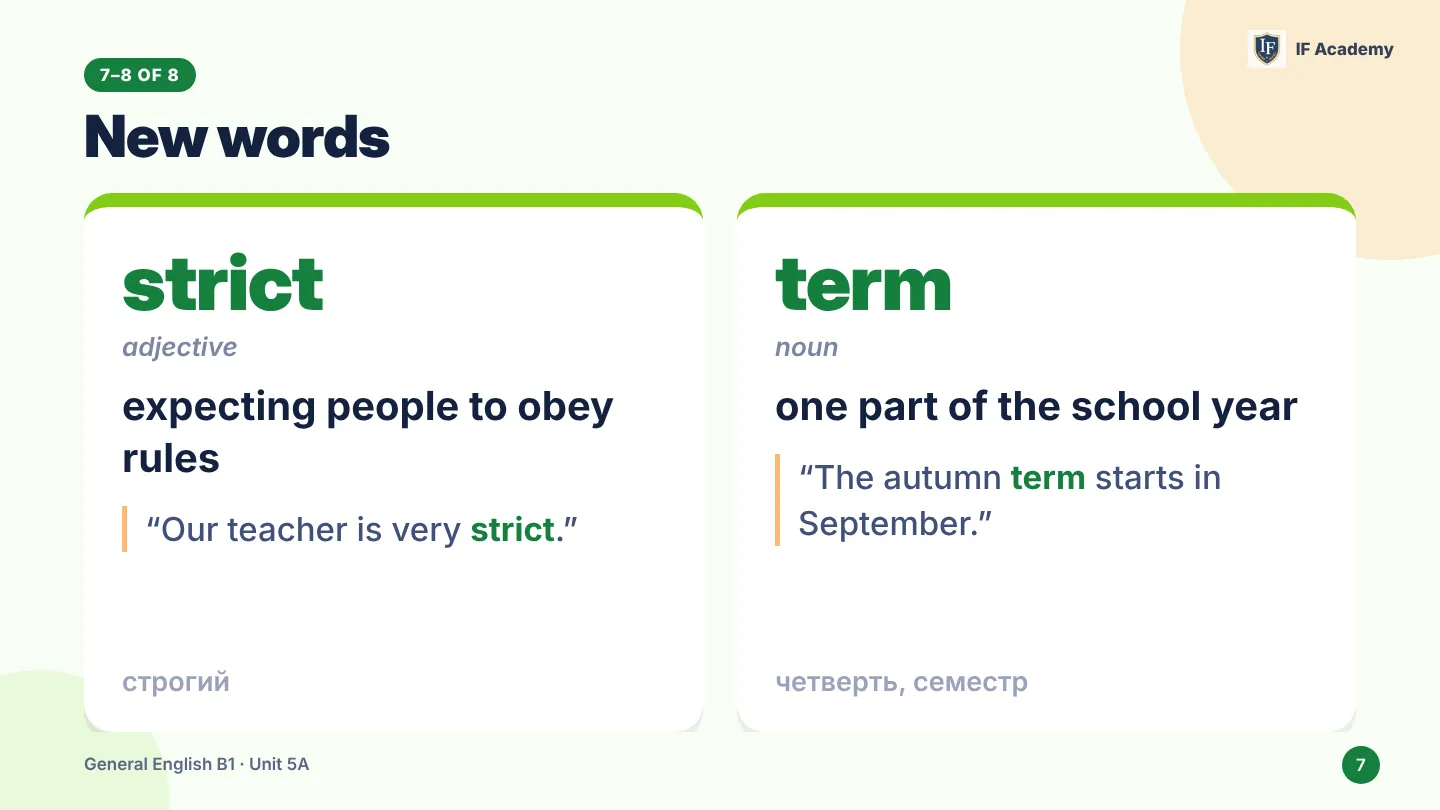 IF
IF Academy
7–8 OF 8
New words
strict
adjective
expecting people to obey
rules
“Our teacher is very strict.”
строгий
term
noun
one part of the school year
“The autumn term starts in
September.”
четверть, семестр
General English B1 · Unit 5A
7